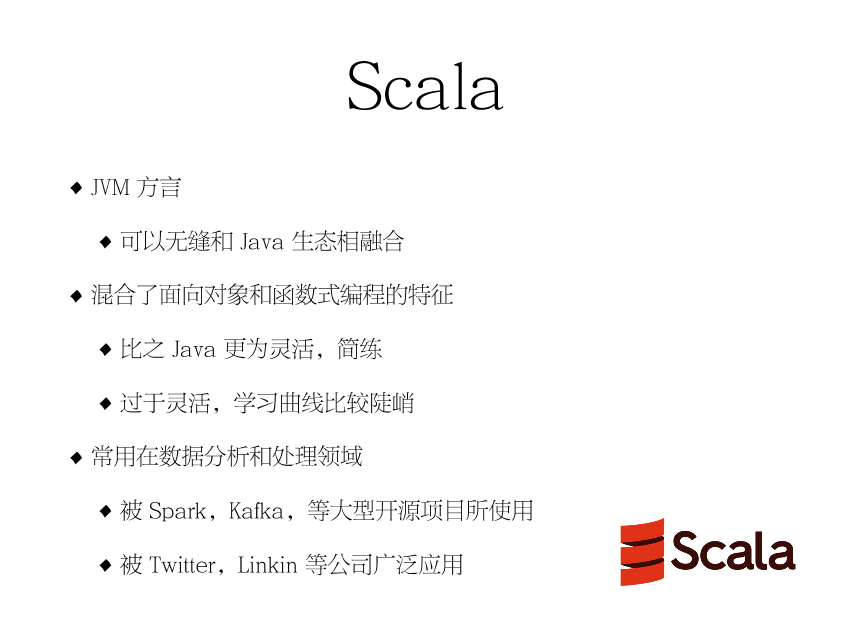 Scala
◆ JVM 方言
◆ 可以无缝和 Java 生态相融合
◆ 混合了面向对象和函数式编程的特征
◆ 比之 Java 更为灵活，简练
◆ 过于灵活，学习曲线比较陡峭
◆ 常用在数据分析和处理领域
◆ 被 Spark，Kafka，等大型开源项目所使用
◆ 被 Twitter，Linkin 等公司广泛应用
Scala